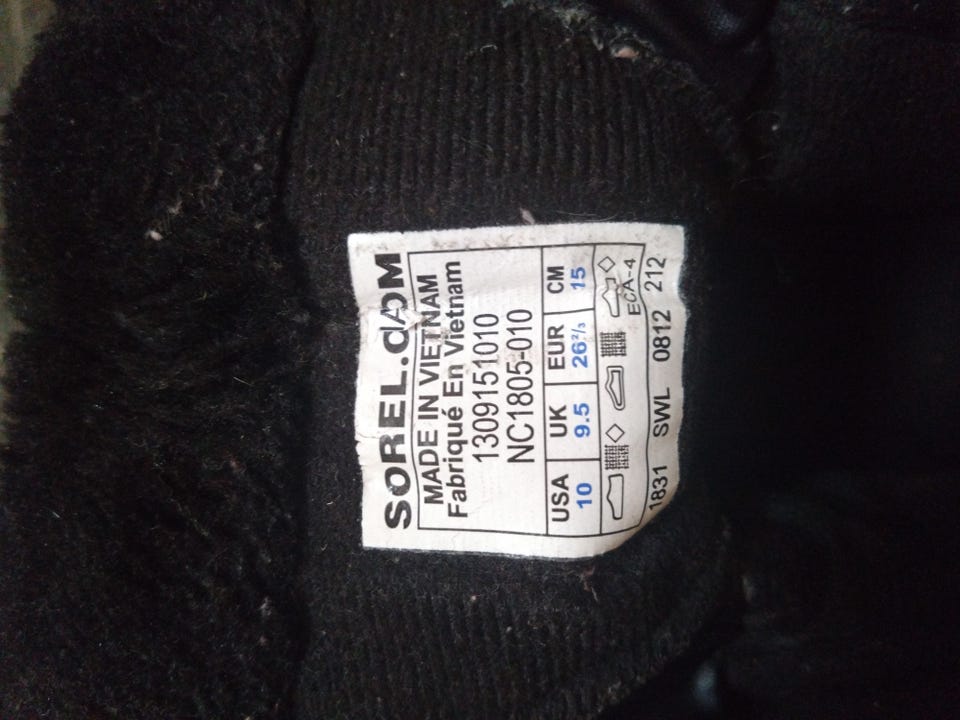 SOREL.cOM
MADE IN VIETNAM
Fabriqué En Vietnam
1309151010
NC1805-010
USA UK EUR CM
10 9.5 26²/₃ 15
ECA-4
1831 SWL 0812 212